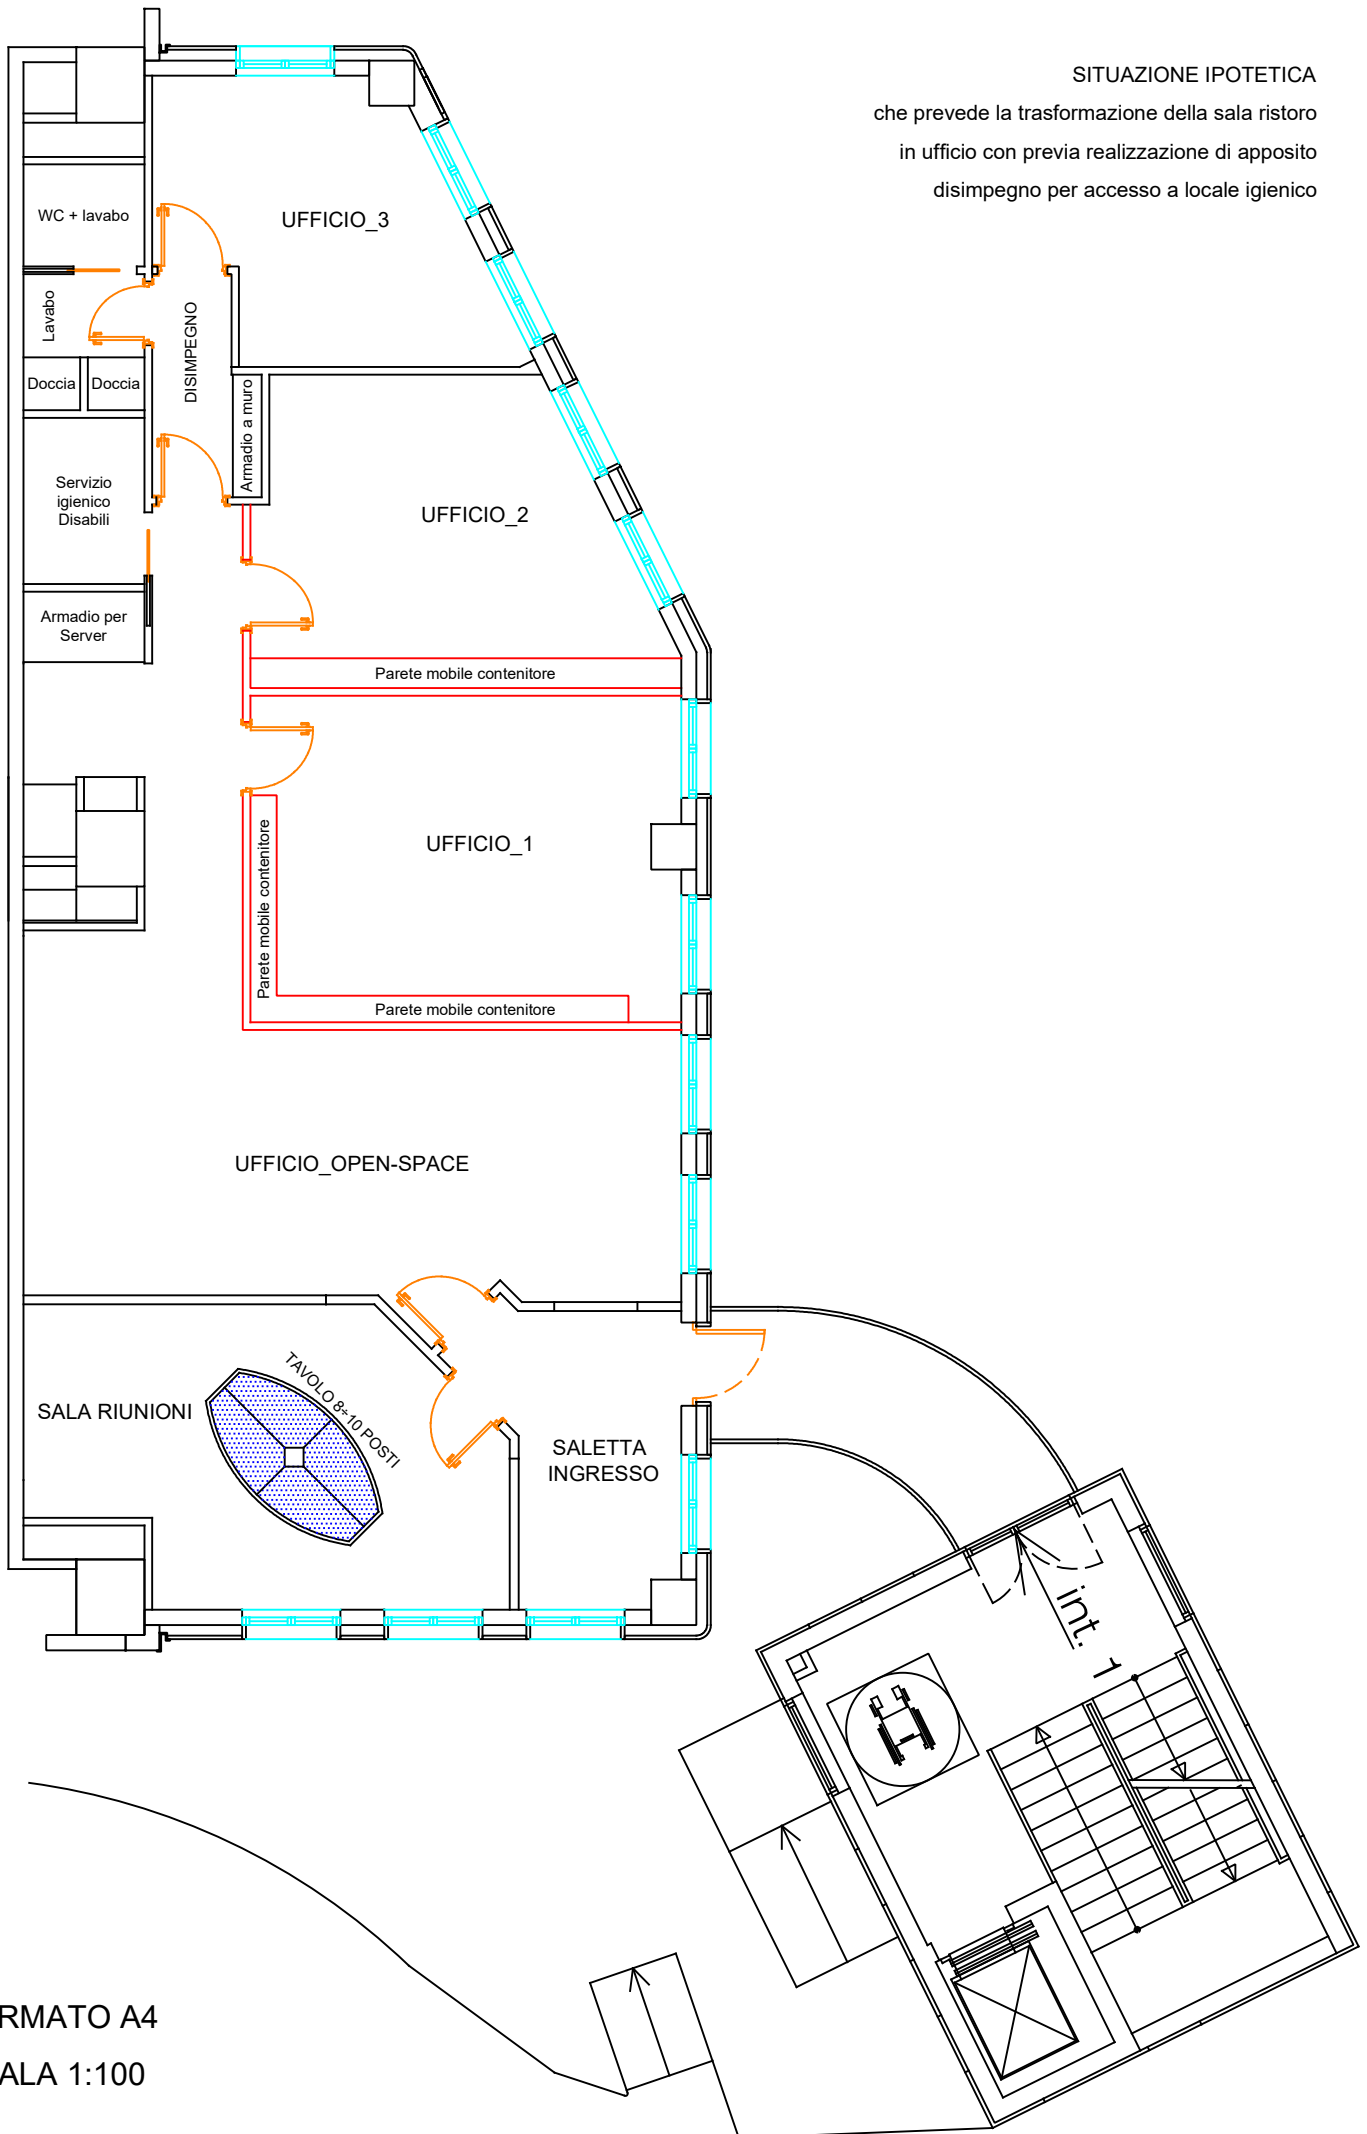 SITUAZIONE IPOTETICA
che prevede la trasformazione della sala ristoro
in ufficio con previa realizzazione di apposito
disimpegno per accesso a locale igienico
WC + lavabo
UFFICIO_3
Lavabo
DISIMPEGNO
Doccia
Doccia
Armadio a muro
Servizio
igienico
Disabili
UFFICIO_2
Armadio per
Server
Parete mobile contenitore
UFFICIO_1
Parete mobile contenitore
Parete mobile contenitore
UFFICIO_OPEN-SPACE
TAVOLO 8÷10 POSTI
SALA RIUNIONI
SALETTA
INGRESSO
int. 1
RMATO A4
ALA 1:100